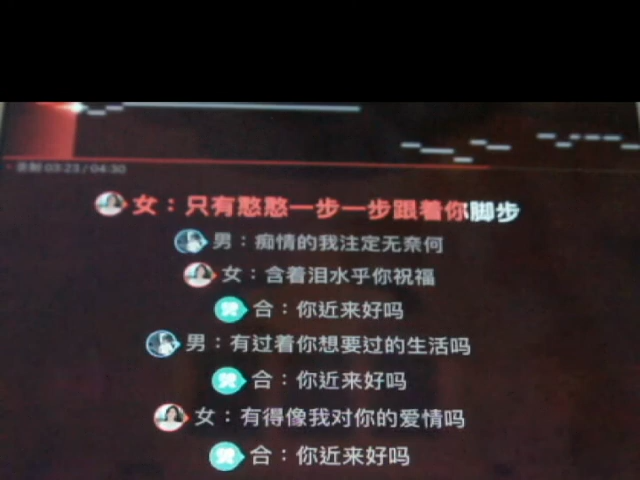 录制 03:23 / 04:30
女：只有憨憨一步一步跟着你脚步
男：痴情的我注定无奈何
女：含着泪水乎你祝福
合：你近来好吗
男：有过着你想要过的生活吗
合：你近来好吗
女：有得像我对你的爱情吗
合：你近来好吗